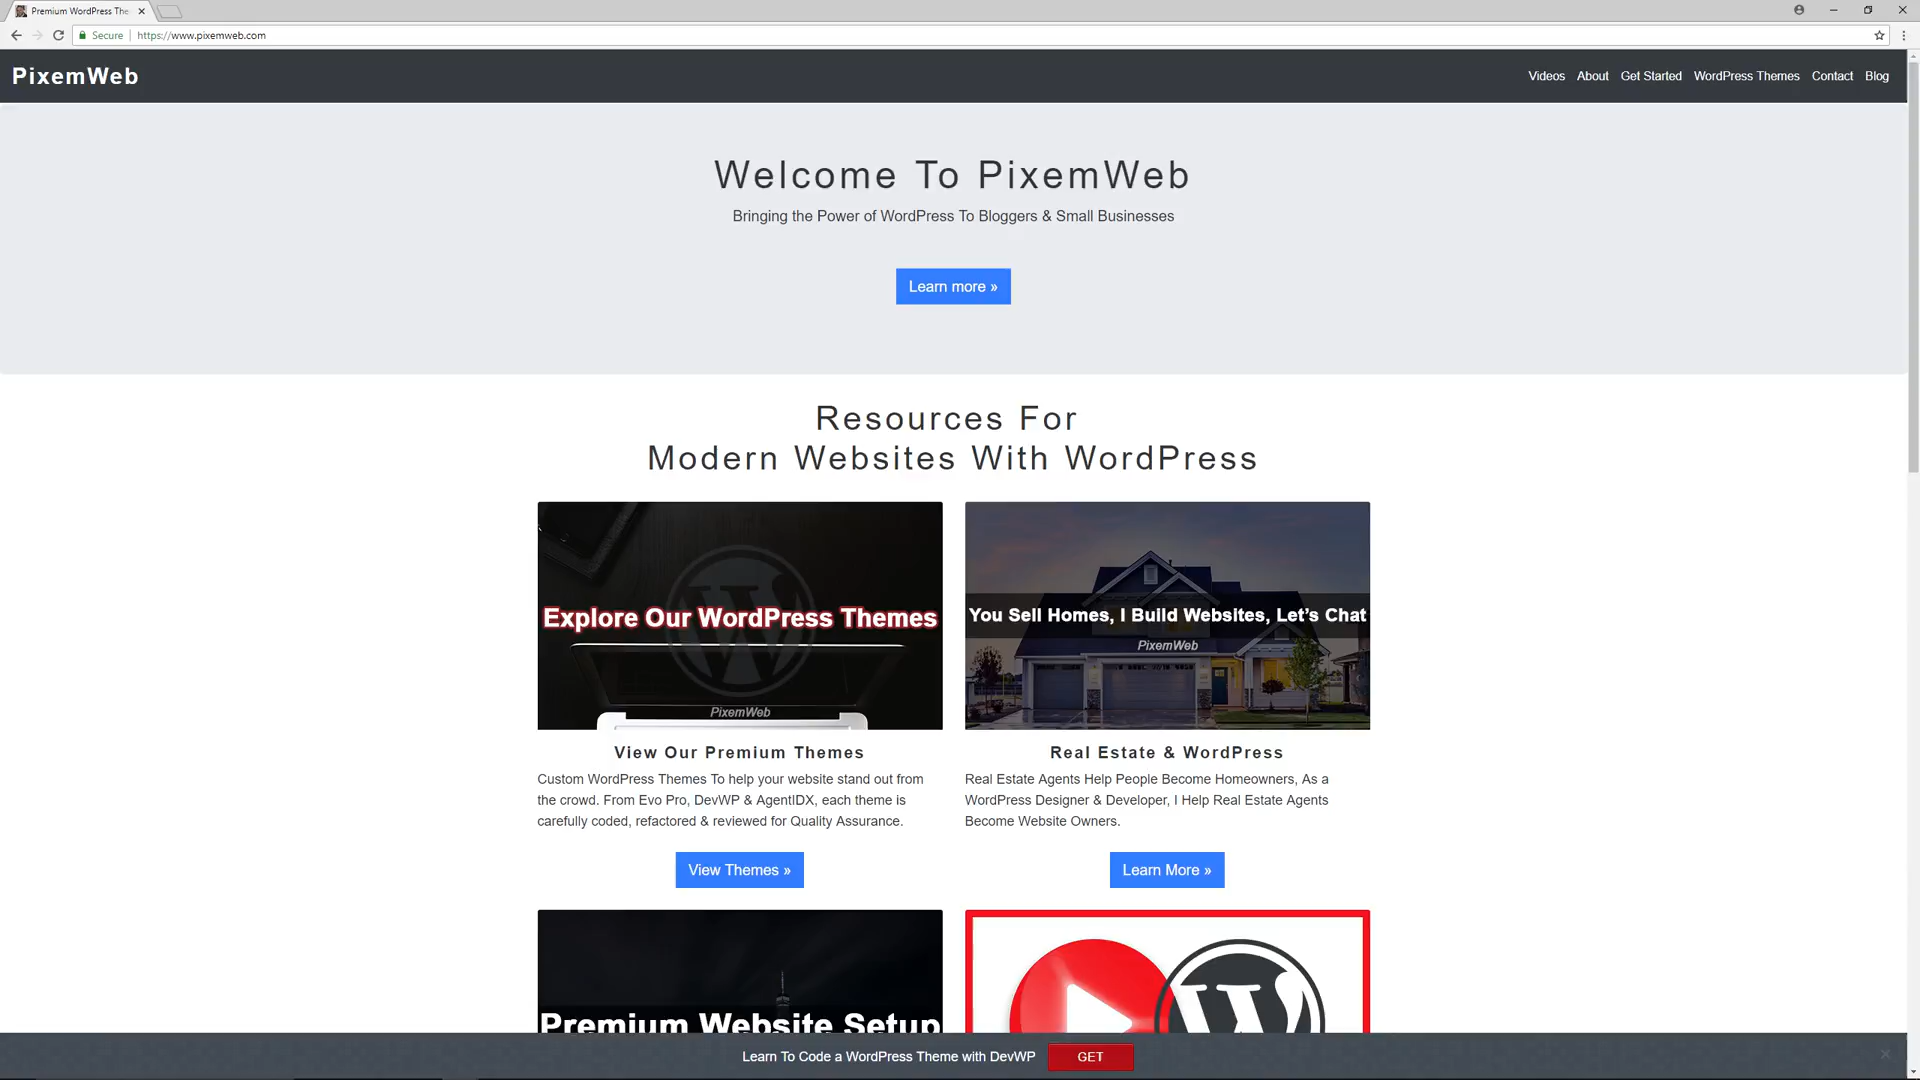 Premium WordPress The
Secure
https://www.pixemweb.com
PixemWeb
Videos About Get Started WordPress Themes Contact Blog
Welcome To PixemWeb
Bringing the Power of WordPress To Bloggers & Small Businesses
Learn more »
Resources For
Modern Websites With WordPress
Explore Our WordPress Themes
PixemWeb
View Our Premium Themes
Custom WordPress Themes To help your website stand out from
the crowd. From Evo Pro, DevWP & AgentIDX, each theme is
carefully coded, refactored & reviewed for Quality Assurance.
View Themes »
You Sell Homes, I Build Websites, Let’s Chat
PixemWeb
Real Estate & WordPress
Real Estate Agents Help People Become Homeowners, As a
WordPress Designer & Developer, I Help Real Estate Agents
Become Website Owners.
Learn More »
Premium Website Setup
Learn To Code a WordPress Theme with DevWP
GET